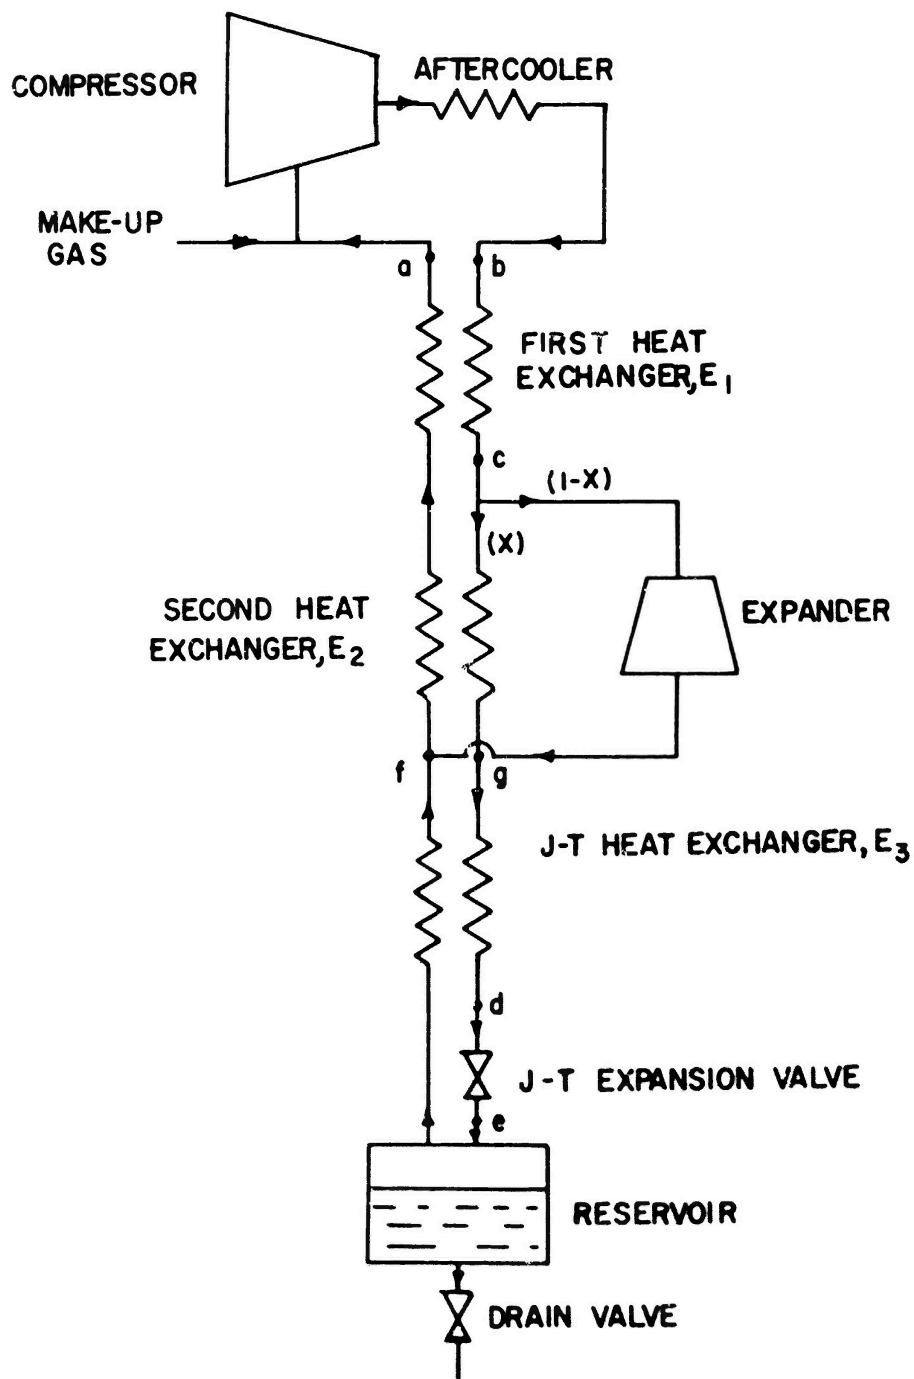 COMPRESSOR
AFTERCOOLER
MAKE-UP
GAS
a
b
FIRST HEAT
EXCHANGER, E1
c
(1-X)
(X)
SECOND HEAT
EXCHANGER, E2
EXPANDER
f
g
J-T HEAT EXCHANGER, E3
d
J-T EXPANSION VALVE
e
RESERVOIR
DRAIN VALVE